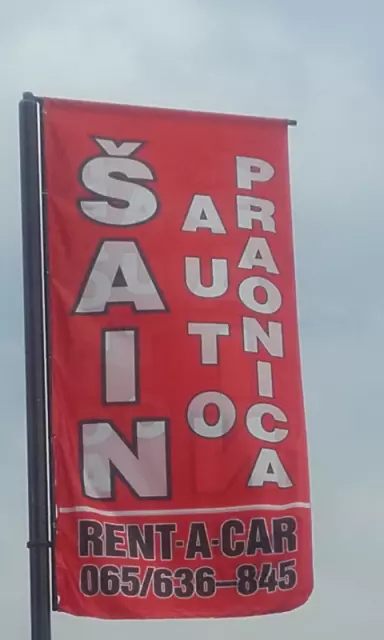 ŠAIN
AUTO
PRAONICA
RENT-A-CAR
065/636-845